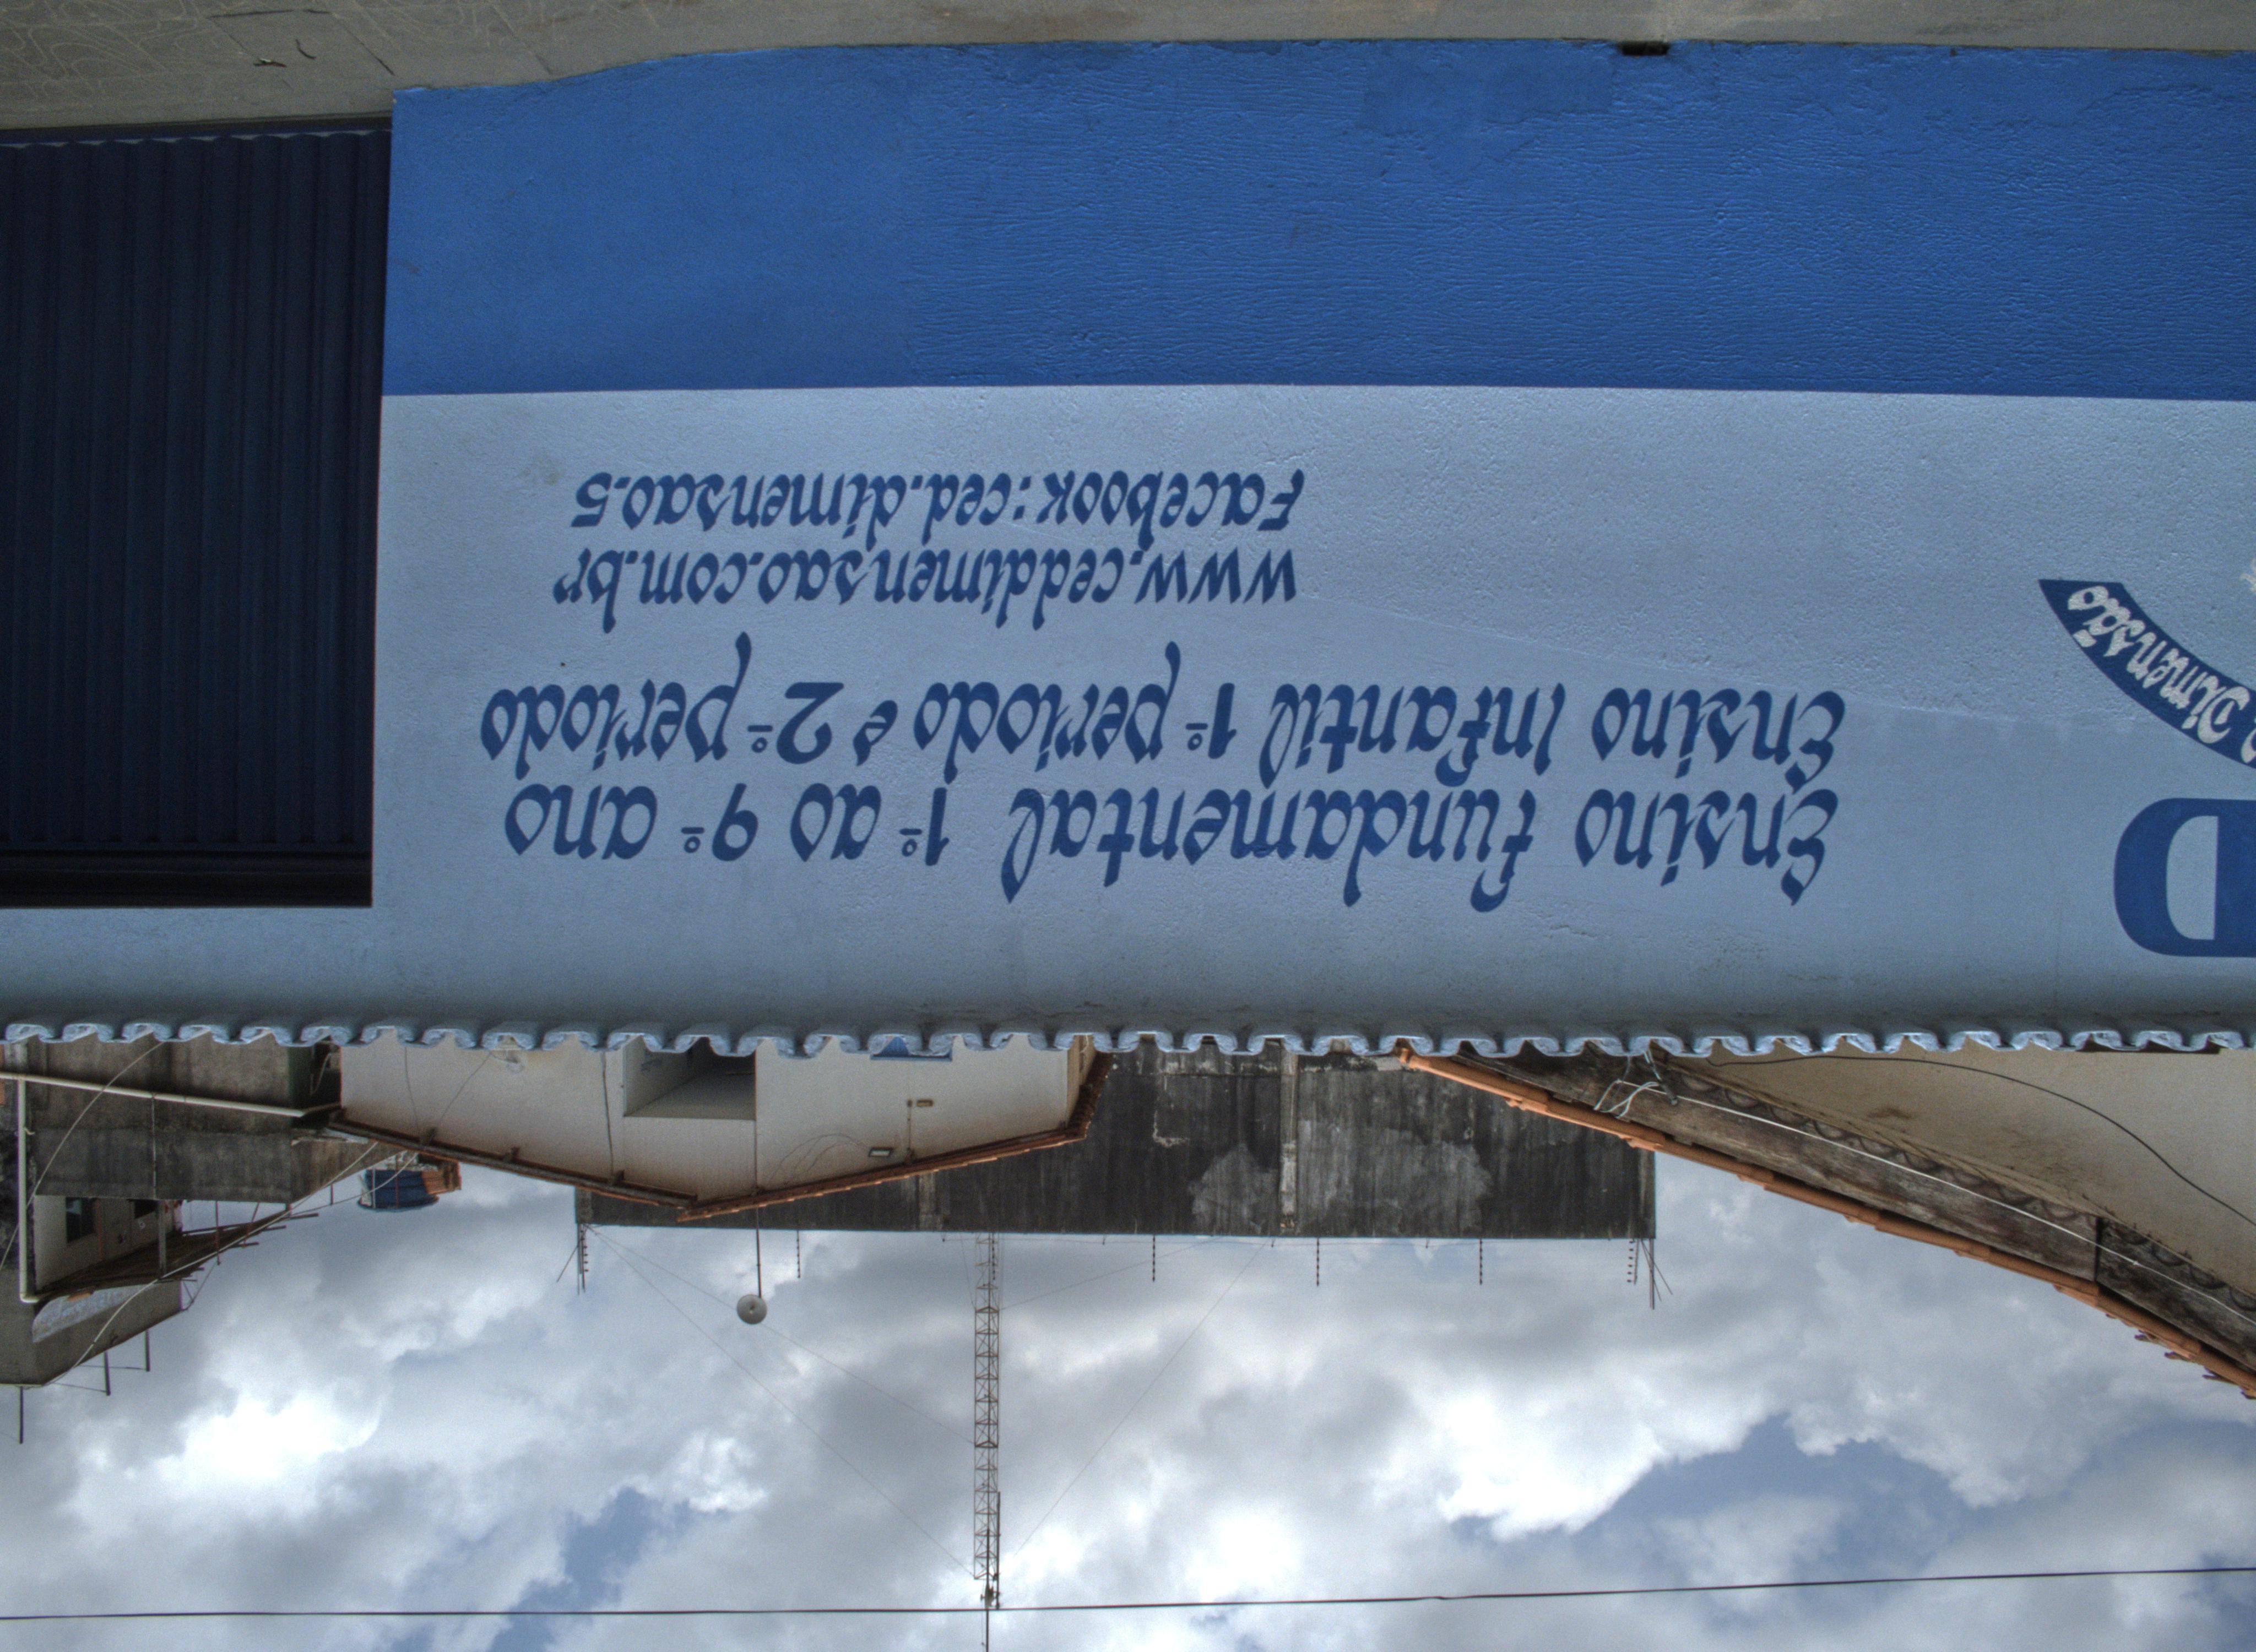 D
Dimensão
Ensino fundamental 1º ao 9º ano
Ensino Infantil 1º período e 2º período
www.ceddimensao.com.br
Facebook:ced.dimensao.5